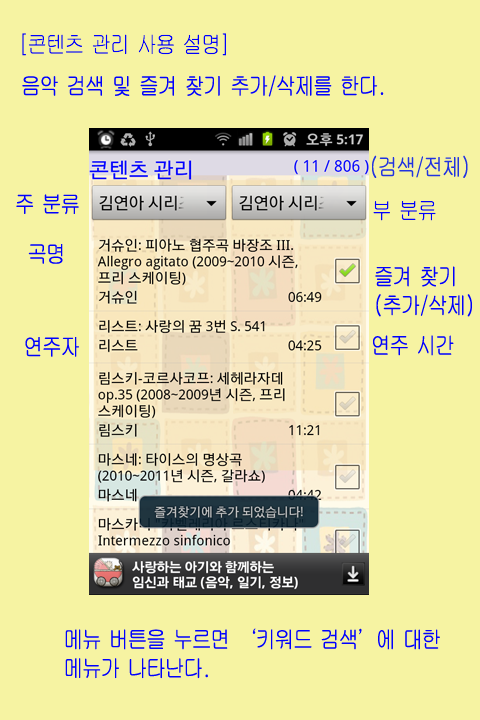 [콘텐츠 관리 사용 설명]
음악 검색 및 즐겨 찾기 추가/삭제를 한다.
오후 5:17
콘텐츠 관리 ( 11 / 806 ) (검색/전체)
주 분류 김연아 시리 김연아 시리 부 분류
곡명
거슈인: 피아노 협주곡 바장조 III.
Allegro agitato (2009~2010 시즌,
프리 스케이팅)
거슈인 06:49
즐겨 찾기
(추가/삭제)
리스트: 사랑의 꿈 3번 S. 541
연주자 리스트 04:25 연주 시간
림스키-코르사코프: 세헤라자데
op.35 (2008~2009년 시즌, 프리
스케이팅)
림스키 11:21
마스네: 타이스의 명상곡
(2010~2011년 시즌, 갈라쇼)
마스네 04:42
즐겨찾기에 추가 되었습니다!
마스카니 "카발레리아 루스티카나"
Intermezzo sinfonico
사랑하는 아기와 함께하는
임신과 태교 (음악, 일기, 정보)
메뉴 버튼을 누르면 ‘키워드 검색’ 에 대한
메뉴가 나타난다.